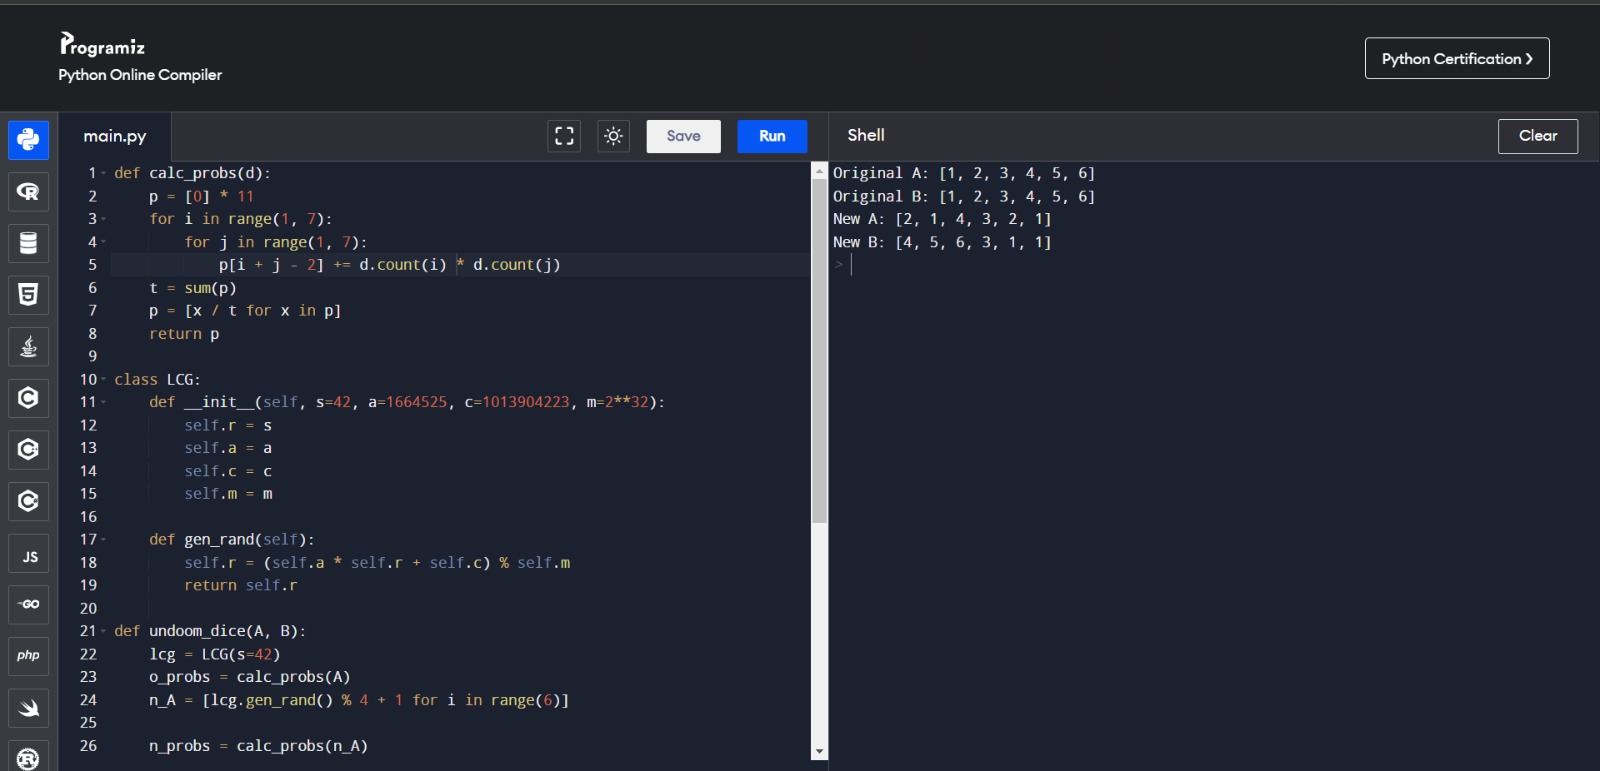 Programiz
Python Online Compiler
Python Certification ❯
main.py
Save
Run
Shell
Clear
JS
GO
php
1 def calc_probs(d):
2 p = [0] * 11
3 for i in range(1, 7):
4 for j in range(1, 7):
5 p[i + j - 2] += d.count(i) * d.count(j)
6 t = sum(p)
7 p = [x / t for x in p]
8 return p
9
10 class LCG:
11 def __init__(self, s=42, a=1664525, c=1013904223, m=2**32):
12 self.r = s
13 self.a = a
14 self.c = c
15 self.m = m
16
17 def gen_rand(self):
18 self.r = (self.a * self.r + self.c) % self.m
19 return self.r
20
21 def undoom_dice(A, B):
22 lcg = LCG(s=42)
23 o_probs = calc_probs(A)
24 n_A = [lcg.gen_rand() % 4 + 1 for i in range(6)]
25
26 n_probs = calc_probs(n_A)
Original A: [1, 2, 3, 4, 5, 6]
Original B: [1, 2, 3, 4, 5, 6]
New A: [2, 1, 4, 3, 2, 1]
New B: [4, 5, 6, 3, 1, 1]
>